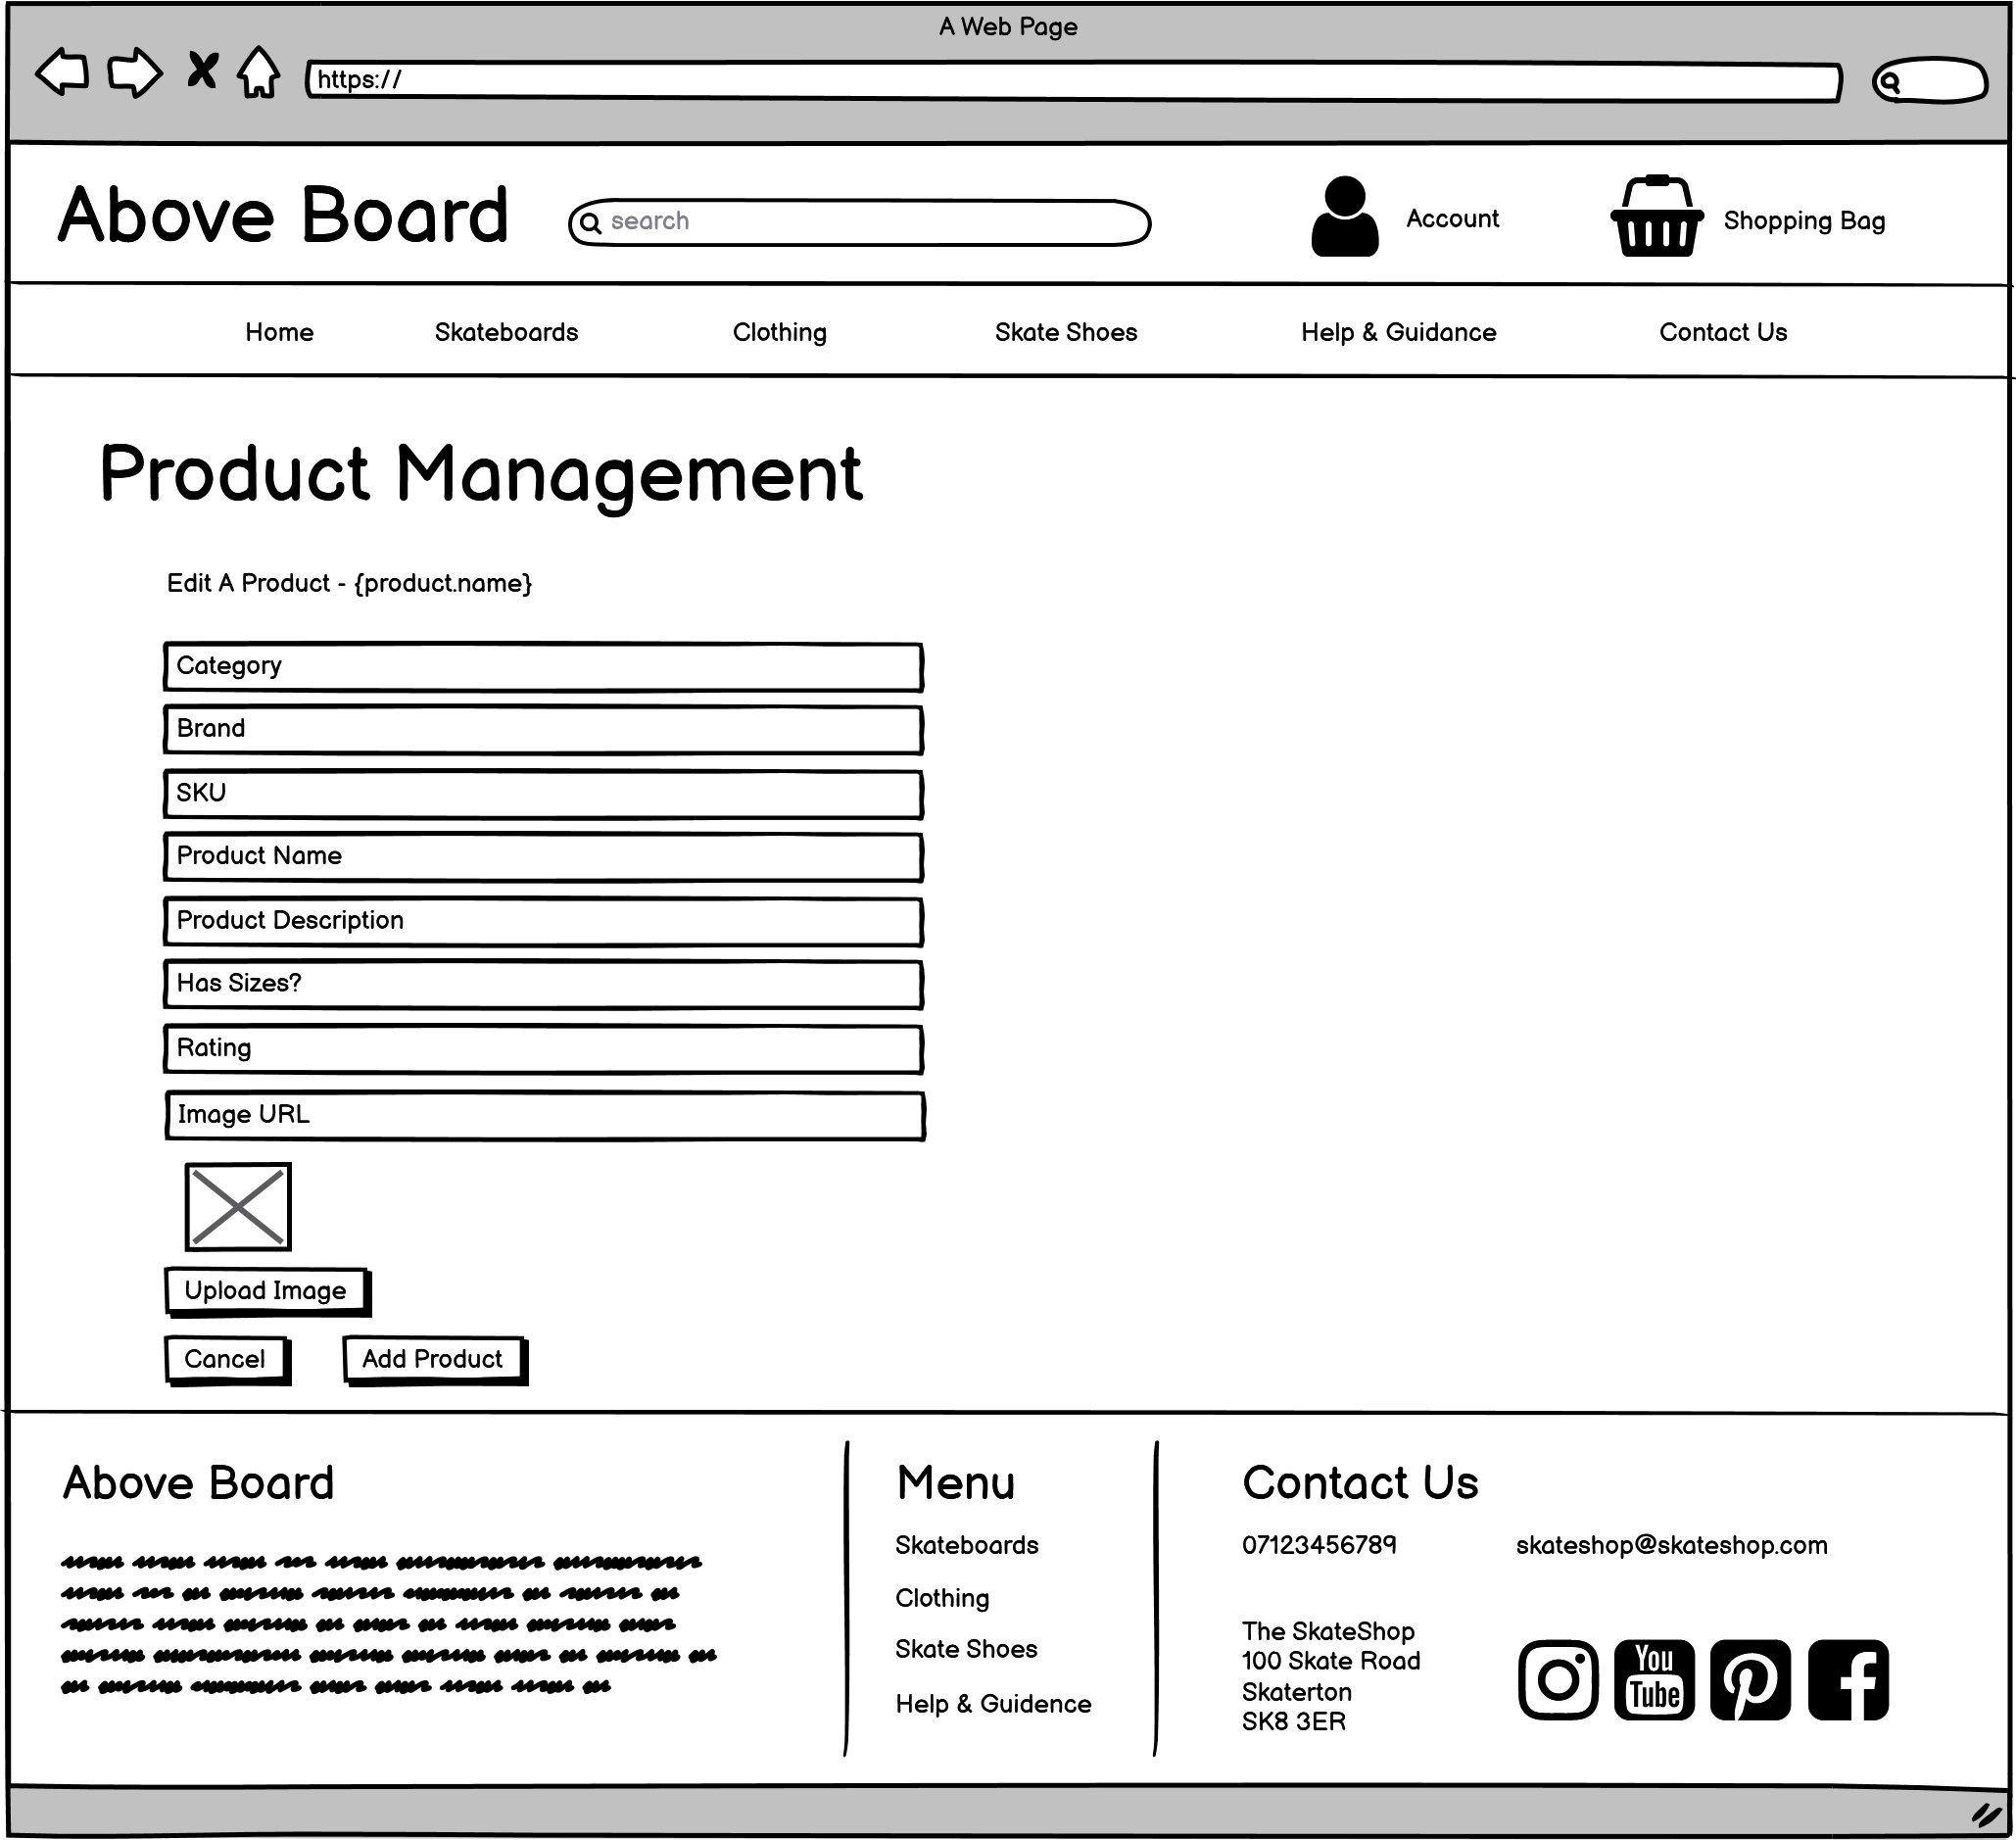 A Web Page
https://
Above Board
search
Account
Shopping Bag
Home Skateboards Clothing Skate Shoes Help & Guidance Contact Us
Product Management
Edit A Product - {product.name}
Category
Brand
SKU
Product Name
Product Description
Has Sizes?
Rating
Image URL
Upload Image
Cancel
Add Product
Above Board
Menu
Skateboards
Clothing
Skate Shoes
Help & Guidence
Contact Us
07123456789
skateshop@skateshop.com
The SkateShop
100 Skate Road
Skaterton
SK8 3ER
You
Tube